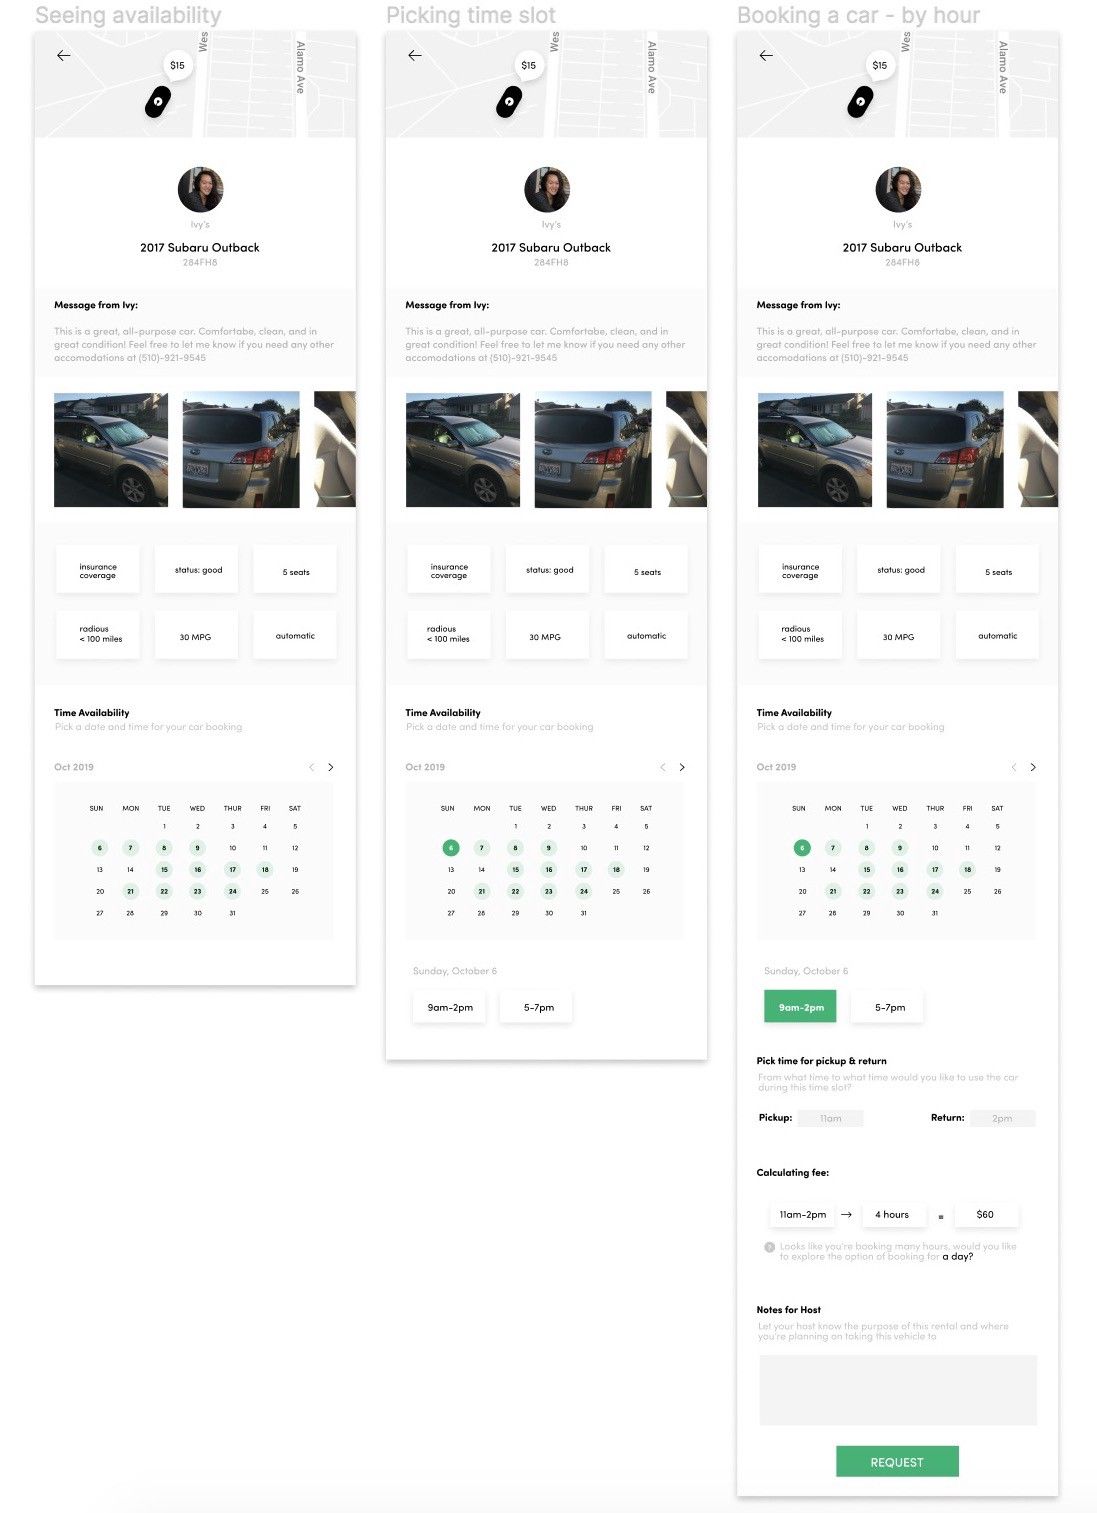 Seeing availability
Wes
Alamo Ave
$15
Ivy's
2017 Subaru Outback
284FH8
Message from Ivy:
This is a great, all-purpose car. Comfortabe, clean, and in
great condition! Feel free to let me know if you need any other
accomodations at (510)-921-9545
insurance
coverage
status: good
5 seats
radious
< 100 miles
30 MPG
automatic
Time Availability
Pick a date and time for your car booking
Oct 2019
SUN MON TUE WED THUR FRI SAT
1 2 3 4 5
6 7 8 9 10 11 12
13 14 15 16 17 18 19
20 21 22 23 24 25 26
27 28 29 30 31
Picking time slot
Wes
Alamo Ave
$15
Ivy's
2017 Subaru Outback
284FH8
Message from Ivy:
This is a great, all-purpose car. Comfortabe, clean, and in
great condition! Feel free to let me know if you need any other
accomodations at (510)-921-9545
insurance
coverage
status: good
5 seats
radious
< 100 miles
30 MPG
automatic
Time Availability
Pick a date and time for your car booking
Oct 2019
SUN MON TUE WED THUR FRI SAT
1 2 3 4 5
6 7 8 9 10 11 12
13 14 15 16 17 18 19
20 21 22 23 24 25 26
27 28 29 30 31
Sunday, October 6
9am-2pm 5-7pm
Booking a car - by hour
Wes
Alamo Ave
$15
Ivy's
2017 Subaru Outback
284FH8
Message from Ivy:
This is a great, all-purpose car. Comfortabe, clean, and in
great condition! Feel free to let me know if you need any other
accomodations at (510)-921-9545
insurance
coverage
status: good
5 seats
radious
< 100 miles
30 MPG
automatic
Time Availability
Pick a date and time for your car booking
Oct 2019
SUN MON TUE WED THUR FRI SAT
1 2 3 4 5
6 7 8 9 10 11 12
13 14 15 16 17 18 19
20 21 22 23 24 25 26
27 28 29 30 31
Sunday, October 6
9am-2pm 5-7pm
Pick time for pickup & return
From what time to what time would you like to use the car
during this time slot?
Pickup: 11am Return: 2pm
Calculating fee:
11am-2pm → 4 hours = $60
Looks like you're booking many hours, would you like
to explore the option of booking for a day?
Notes for Host
Let your host know the purpose of this rental and where
you're planning on taking this vehicle to
REQUEST